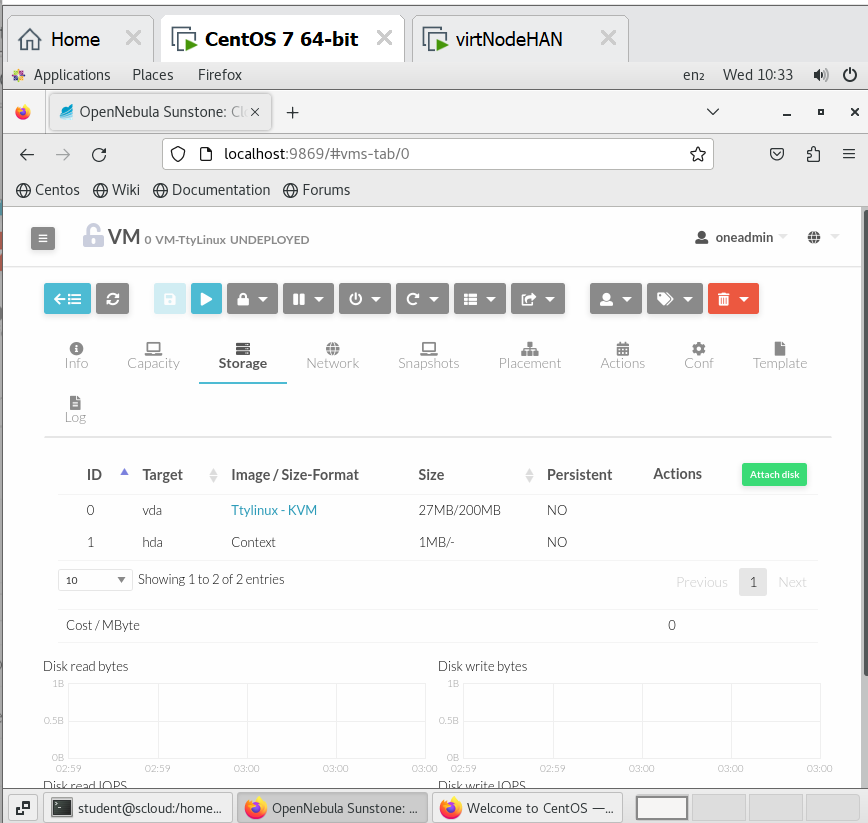 Home
CentOS 7 64-bit
virtNodeHAN
Applications Places Firefox en₂ Wed 10:33
OpenNebula Sunstone: Cl
localhost:9869/#vms-tab/0
Centos Wiki Documentation Forums
VM 0 VM-TtyLinux UNDEPLOYED oneadmin
Info Capacity Storage Network Snapshots Placement Actions Conf Template
Log
ID Target Image / Size-Format Size Persistent Actions Attach disk
0 vda Ttylinux - KVM 27MB/200MB NO
1 hda Context 1MB/- NO
10 Showing 1 to 2 of 2 entries Previous 1 Next
Cost / MByte 0
Disk read bytes Disk write bytes
1B 1B
0.5B 0.5B
0B 0B
02:59 02:59 03:00 03:00 03:00 02:59 02:59 03:00 03:00 03:00
Disk read IOPS Disk write IOPS
student@scloud:/home... OpenNebula Sunstone: ... Welcome to CentOS —...